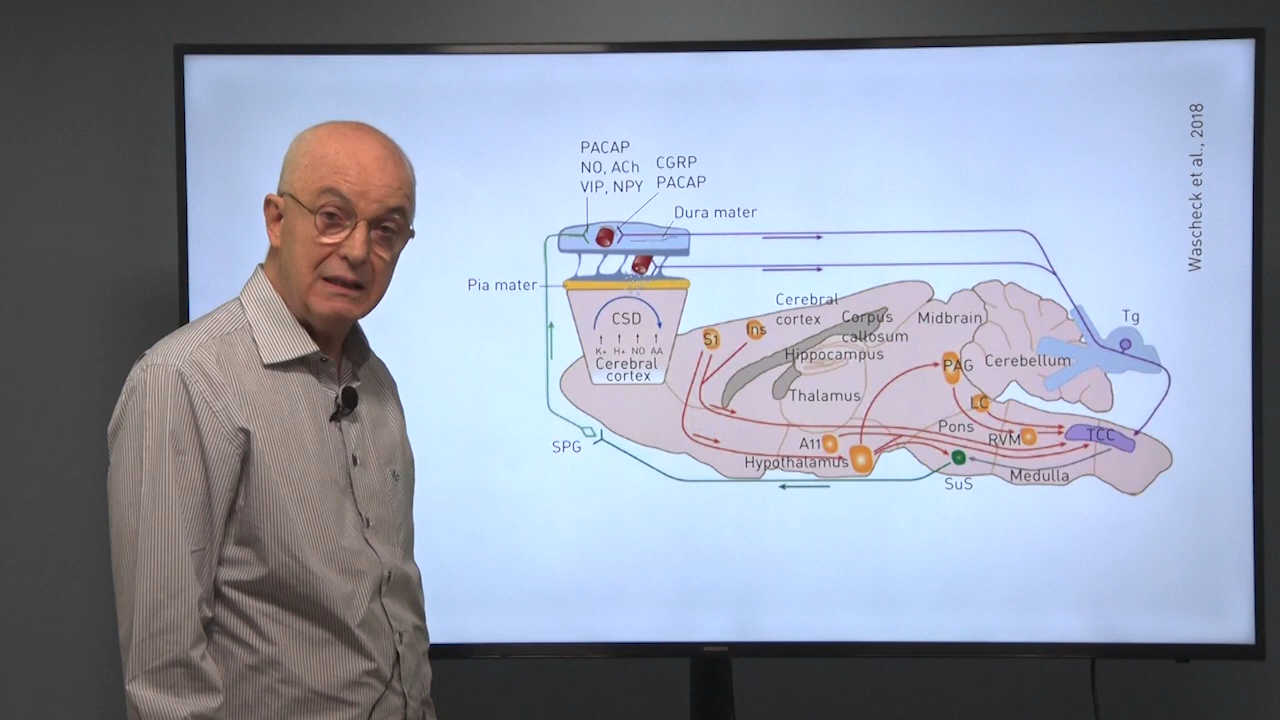 PACAP
NO, ACh
VIP, NPY
CGRP
PACAP
Dura mater
Pia mater
CSD
K+ H+ NO AA
Cerebral
cortex
S1
Ins
Cerebral
cortex
Corpus
callosum
Hippocampus
Thalamus
Midbrain
Cerebellum
Tg
PAG
LC
Pons
RVM
TCC
A11
Hypothalamus
SPG
SuS
Medulla
Wascheck et al., 2018
SAMSUNG